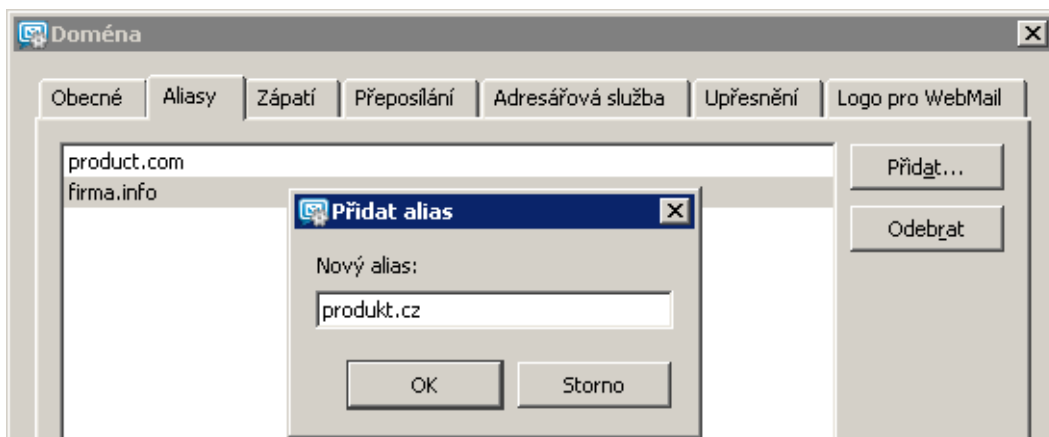 Doména
Obecné Aliasy Zápatí Přeposílání Adresářová služba Upřesnění Logo pro WebMail
product.com
firma.info
Přidat...
Odebrat
Přidat alias
Nový alias:
produkt.cz
OK Storno